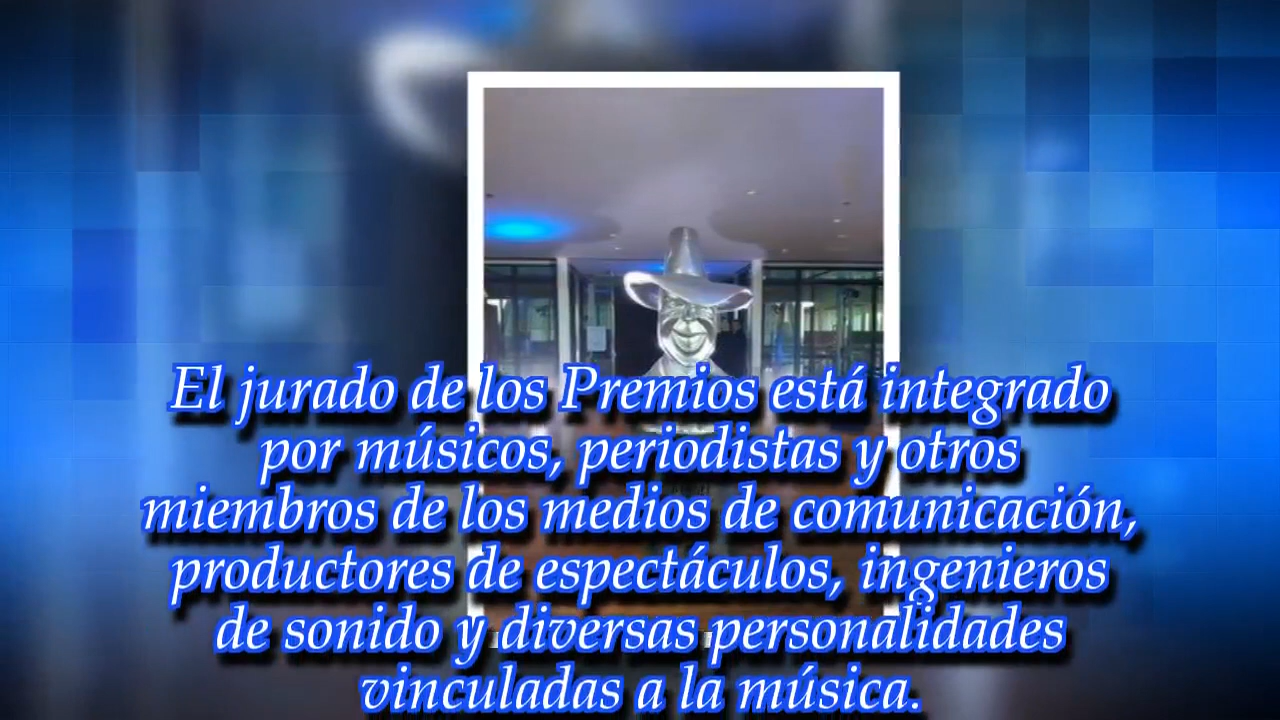 El jurado de los Premios está integrado
por músicos, periodistas y otros
miembros de los medios de comunicación,
productores de espectáculos, ingenieros
de sonido y diversas personalidades
vinculadas a la música.